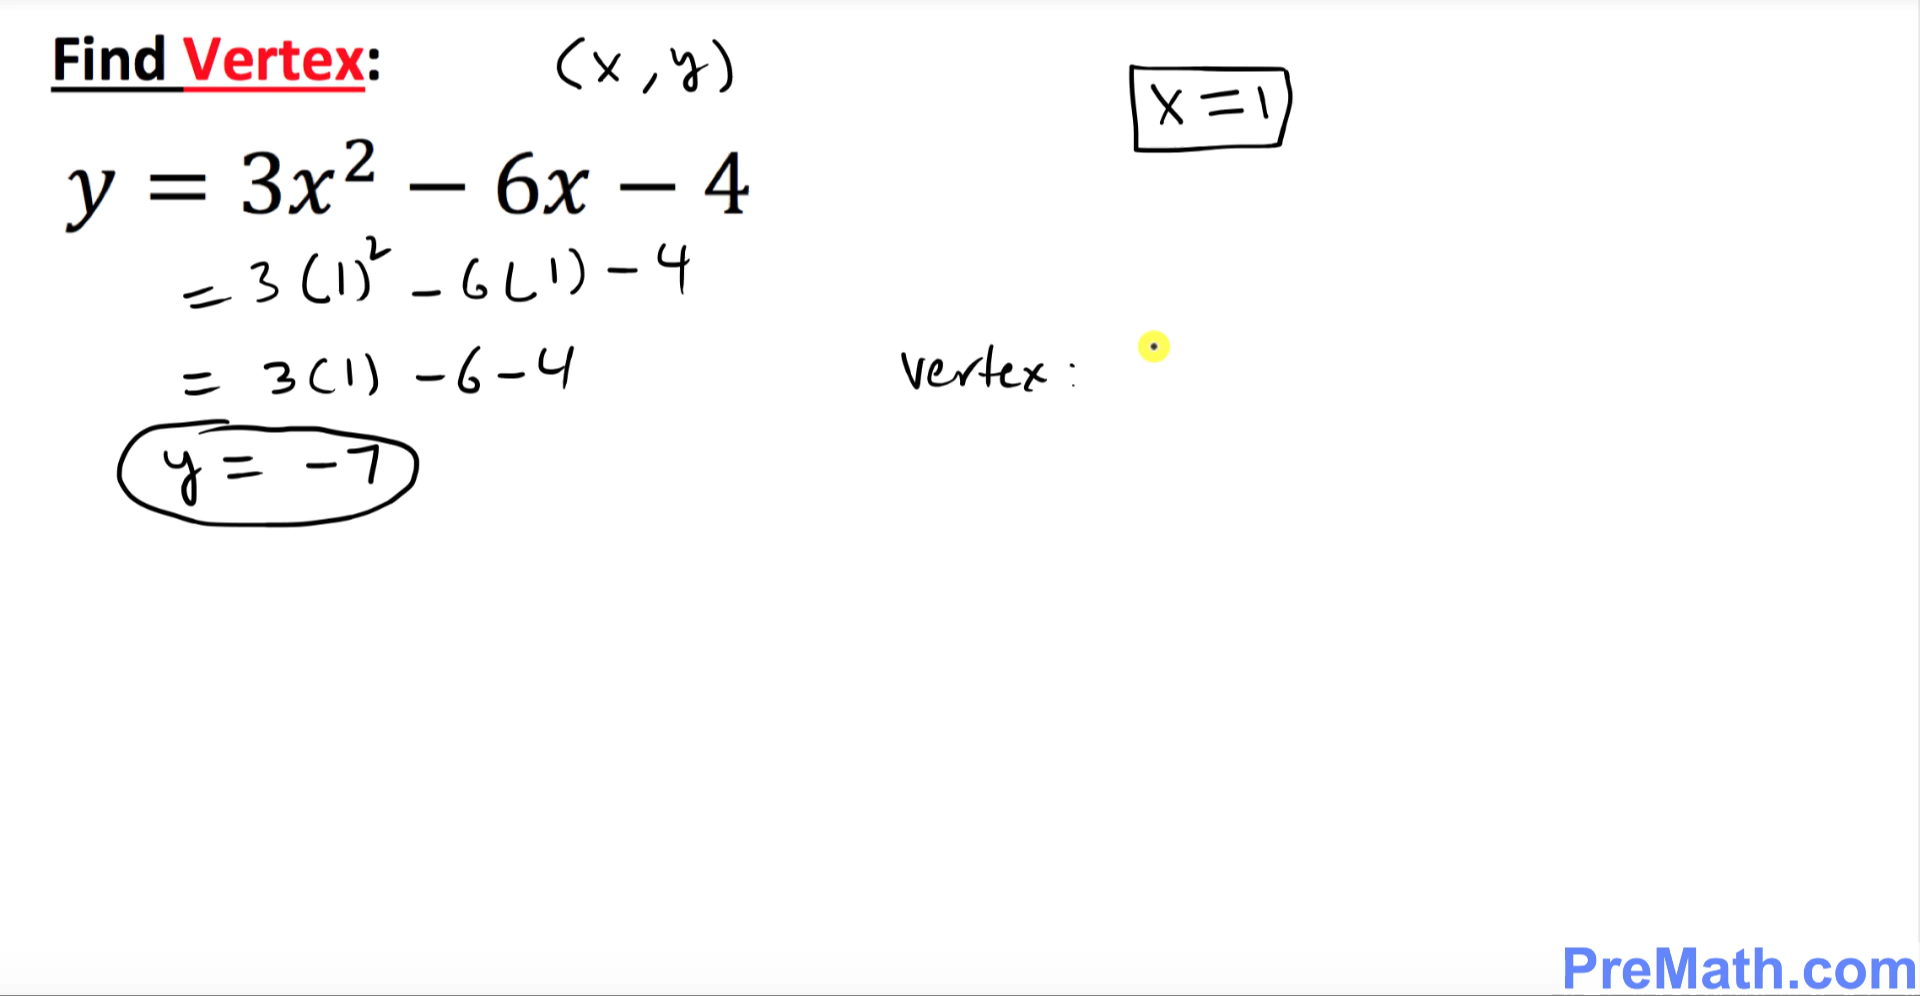 Find Vertex: (x, y)
x = 1
y = 3x² − 6x − 4
= 3(1)² − 6(1) − 4
= 3(1) − 6 − 4
vertex:
y = −7
PreMath.com